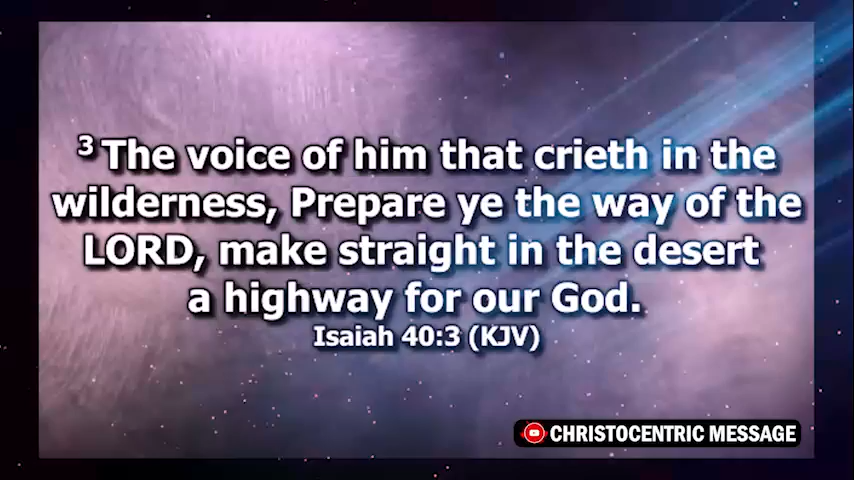 3 The voice of him that crieth in the
wilderness, Prepare ye the way of the
LORD, make straight in the desert
a highway for our God.
Isaiah 40:3 (KJV)
CHRISTOCENTRIC MESSAGE